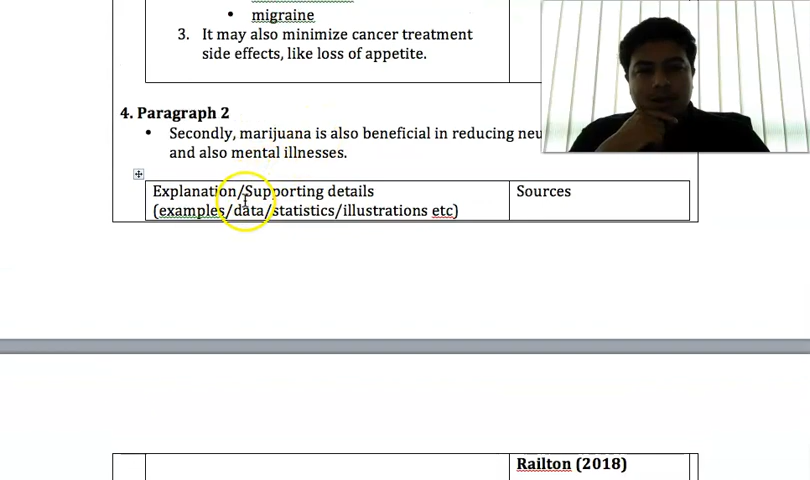 • migraine
3. It may also minimize cancer treatment
side effects, like loss of appetite.
4. Paragraph 2
• Secondly, marijuana is also beneficial in reducing neu
and also mental illnesses.
Explanation/Supporting details
(examples/data/statistics/illustrations etc)
Sources
Railton (2018)